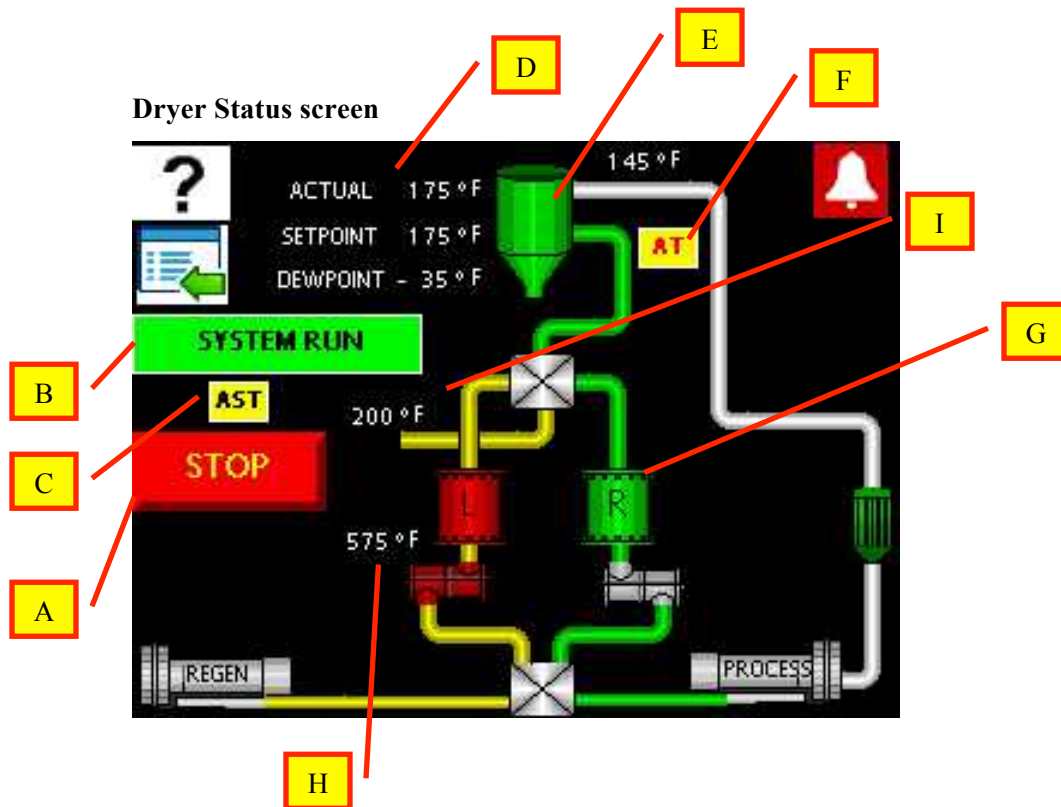 E
D
F
Dryer Status screen
?
145 °F
ACTUAL 175 °F
I
SETPOINT 175 °F
AT
DEWPOINT - 35 °F
SYSTEM RUN
G
B
AST
200 °F
STOP
C
L
R
575 °F
A
REGEN
PROCESS
H